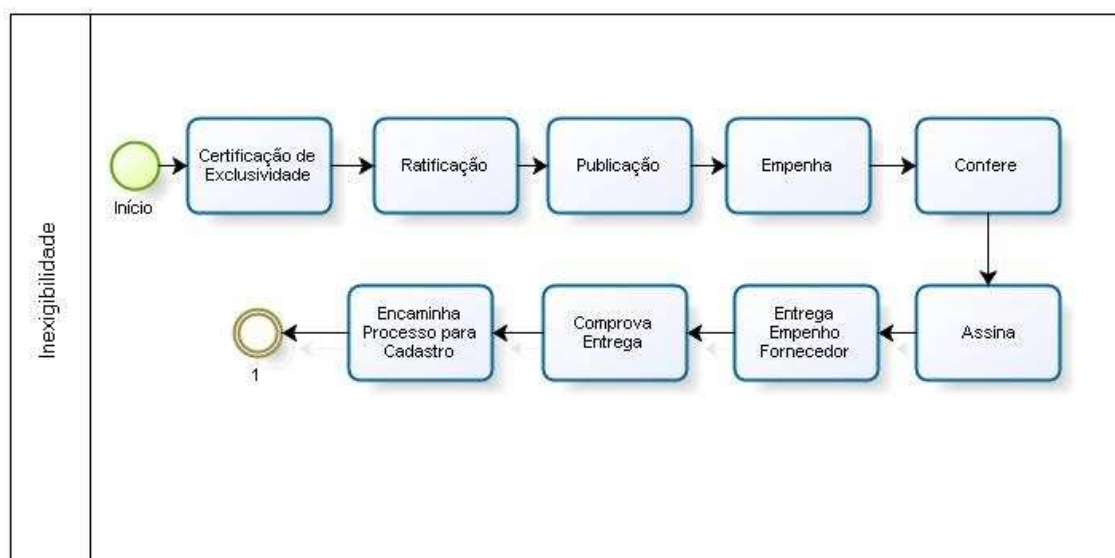 Inexigibilidade
Certificação de
Exclusividade
Ratificação
Publicação
Empenha
Confere
Início
Encaminha
Processo para
Cadastro
Comprova
Entrega
Entrega
Empenho
Fornecedor
Assina
1